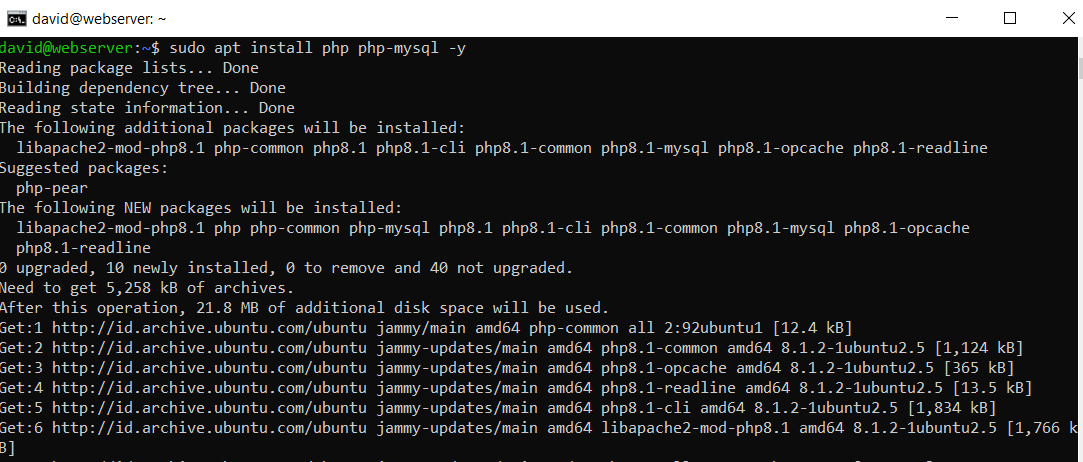 david@webserver: ~
david@webserver:~$ sudo apt install php php-mysql -y
Reading package lists... Done
Building dependency tree... Done
Reading state information... Done
The following additional packages will be installed:
  libapache2-mod-php8.1 php-common php8.1 php8.1-cli php8.1-common php8.1-mysql php8.1-opcache php8.1-readline
Suggested packages:
  php-pear
The following NEW packages will be installed:
  libapache2-mod-php8.1 php php-common php-mysql php8.1 php8.1-cli php8.1-common php8.1-mysql php8.1-opcache
  php8.1-readline
0 upgraded, 10 newly installed, 0 to remove and 40 not upgraded.
Need to get 5,258 kB of archives.
After this operation, 21.8 MB of additional disk space will be used.
Get:1 http://id.archive.ubuntu.com/ubuntu jammy/main amd64 php-common all 2:92ubuntu1 [12.4 kB]
Get:2 http://id.archive.ubuntu.com/ubuntu jammy-updates/main amd64 php8.1-common amd64 8.1.2-1ubuntu2.5 [1,124 kB]
Get:3 http://id.archive.ubuntu.com/ubuntu jammy-updates/main amd64 php8.1-opcache amd64 8.1.2-1ubuntu2.5 [365 kB]
Get:4 http://id.archive.ubuntu.com/ubuntu jammy-updates/main amd64 php8.1-readline amd64 8.1.2-1ubuntu2.5 [13.5 kB]
Get:5 http://id.archive.ubuntu.com/ubuntu jammy-updates/main amd64 php8.1-cli amd64 8.1.2-1ubuntu2.5 [1,834 kB]
Get:6 http://id.archive.ubuntu.com/ubuntu jammy-updates/main amd64 libapache2-mod-php8.1 amd64 8.1.2-1ubuntu2.5 [1,766 k
B]